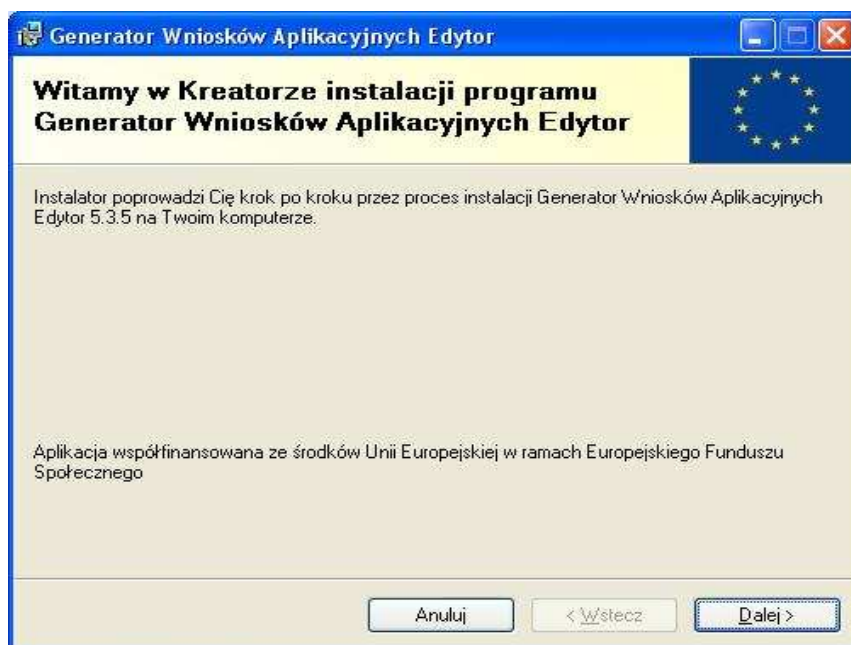 Generator Wniosków Aplikacyjnych Edytor
Witamy w Kreatorze instalacji programu
Generator Wniosków Aplikacyjnych Edytor
Instalator poprowadzi Cię krok po kroku przez proces instalacji Generator Wniosków Aplikacyjnych
Edytor 5.3.5 na Twoim komputerze.
Aplikacja współfinansowana ze środków Unii Europejskiej w ramach Europejskiego Funduszu
Społecznego
Anuluj < Wstecz Dalej >